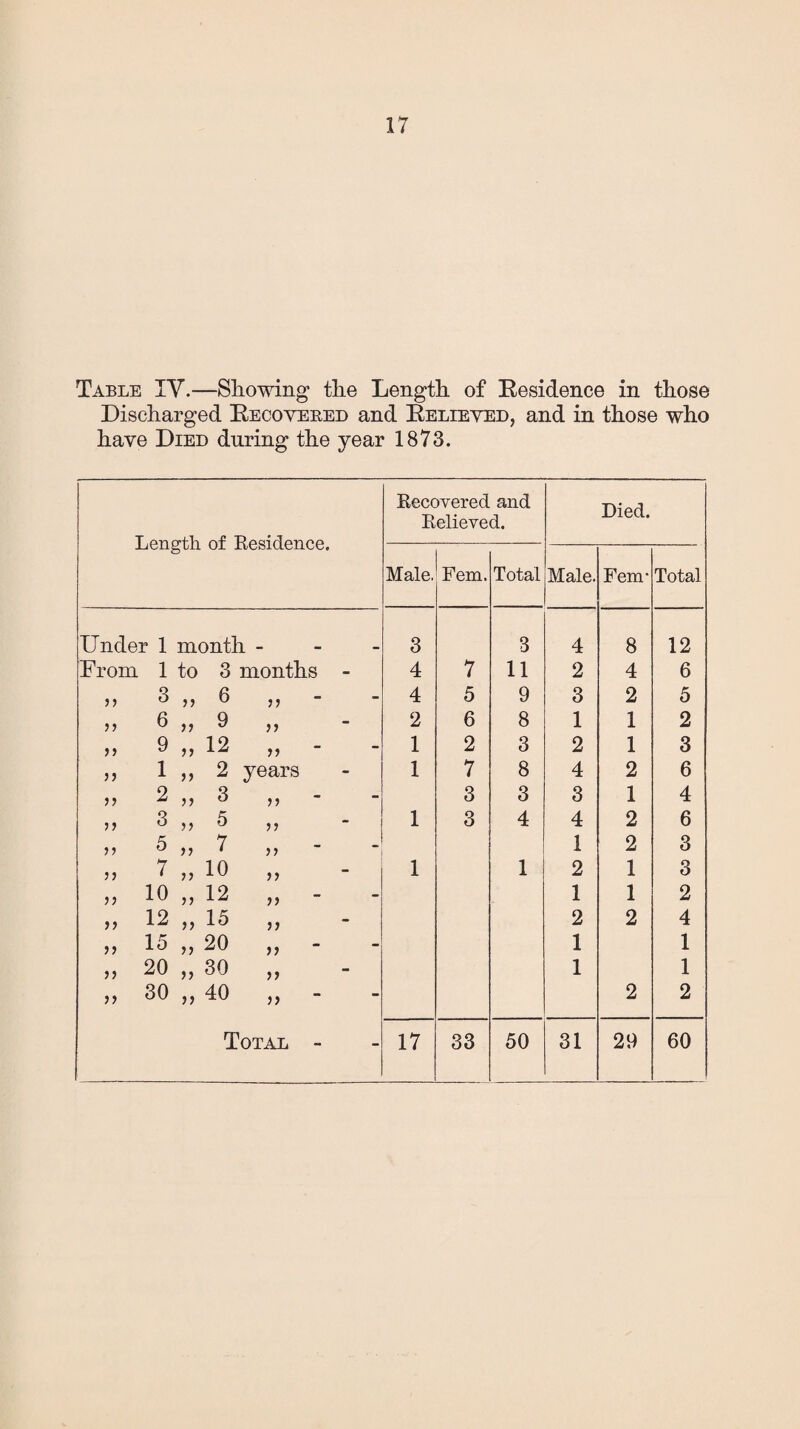 17
Table IV.—Showing the Length of Residence in those
Discharged Recovered and Relieved, and in those who
have Died during the year 1873.
Length of Residence. Recovered and Relieved. Died.
Male. Fem. Total Male. Fem· Total
Under 1 month - - - 3 3 4 8 12
From 1 to 3 months - 4 7 11 2 4 6
,, 3 ,, 6 ,, - - 4 5 9 3 2 5
,, 6 ,, 9 ,, - 2 6 8 1 1 2
,, 9 ,, 12 ,, - - 1 2 3 2 1 3
,, 1 ,, 2 years - 1 7 8 4 2 6
,, 2 ,, 3 ,, - - 3 3 3 1 4
,, 3 ,, 5 ,, - 1 3 4 4 2 6
,, 5 ,, 7 ,, - - 1 2 3
,, 7 ,, 10 ,, - 1 1 2 1 3
,, 10 ,, 12 ,, - - 1 1 2
,, 12 ,, 15 ,, - 2 2 4
,, 15 ,, 20 ,, - - 1 1
,, 20 ,, 30 ,, - 1 1
,, 30 ,, 40 ,, - - 2 2
Total - - 17 33 50 31 29 60